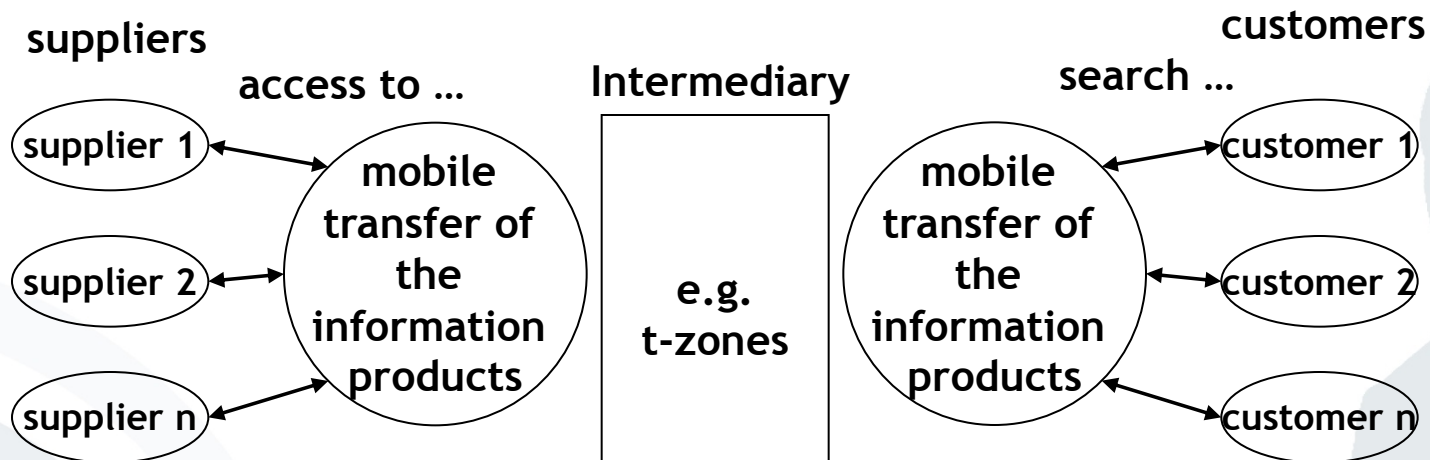 suppliers
customers
access to ...
Intermediary
search ...
supplier 1
supplier 2
supplier n
mobile
transfer of
the
information
products
e.g.
t-zones
mobile
transfer of
the
information
products
customer 1
customer 2
customer n